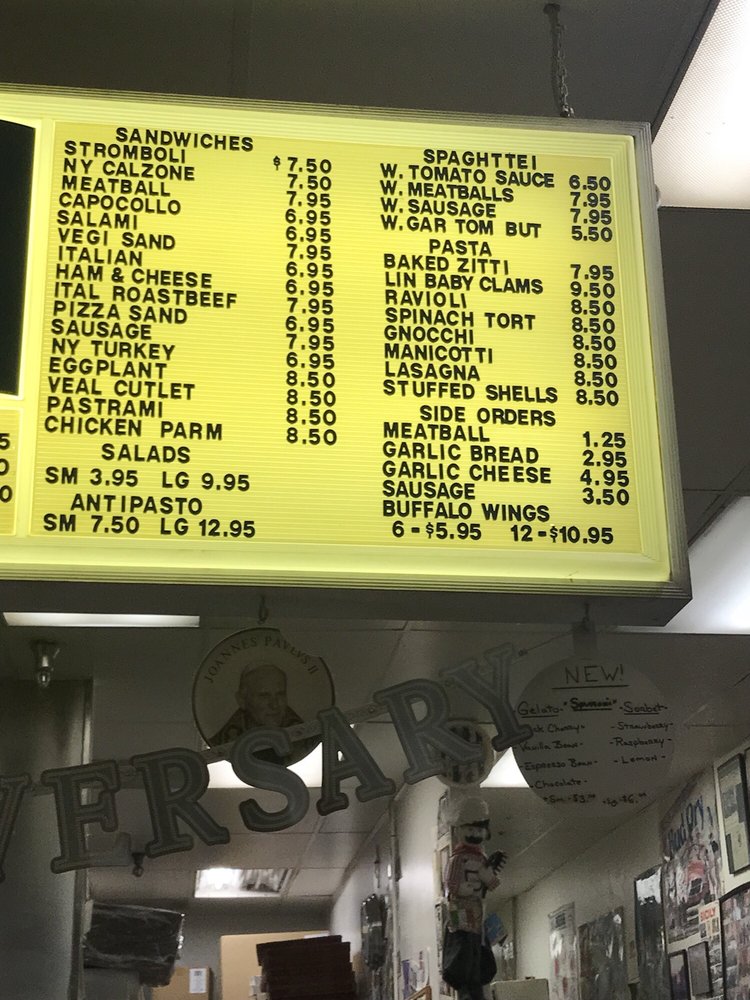 SANDWICHES
STROMBOLI $7.50
NY CALZONE 7.50
MEATBALL 7.95
CAPOCOLLO 6.95
SALAMI 6.95
VEGI SAND 7.95
ITALIAN 6.95
HAM & CHEESE 6.95
ITAL ROASTBEEF 7.95
PIZZA SAND 6.95
SAUSAGE 7.95
NY TURKEY 6.95
EGGPLANT 8.50
VEAL CUTLET 8.50
PASTRAMI 8.50
CHICKEN PARM 8.50
SALADS
SM 3.95 LG 9.95
ANTIPASTO
SM 7.50 LG 12.95
SPAGHTTEI
W. TOMATO SAUCE 6.50
W. MEATBALLS 7.95
W. SAUSAGE 7.95
W. GAR TOM BUT 5.50
PASTA
BAKED ZITTI 7.95
LIN BABY CLAMS 9.50
RAVIOLI 8.50
SPINACH TORT 8.50
GNOCCHI 8.50
MANICOTTI 8.50
LASAGNA 8.50
STUFFED SHELLS 8.50
SIDE ORDERS
MEATBALL 1.25
GARLIC BREAD 2.95
GARLIC CHEESE 4.95
SAUSAGE 3.50
BUFFALO WINGS
6-$5.95 12-$10.95
JOANNES PAVLVS II
VERSARY
NEW!
Gelato Spumoni Sorbet
Cherry - Strawberry-
Vanilla Bean- - Raspberry-
-Espresso Bean- - Lemon-
-Chocolate-
SICILY